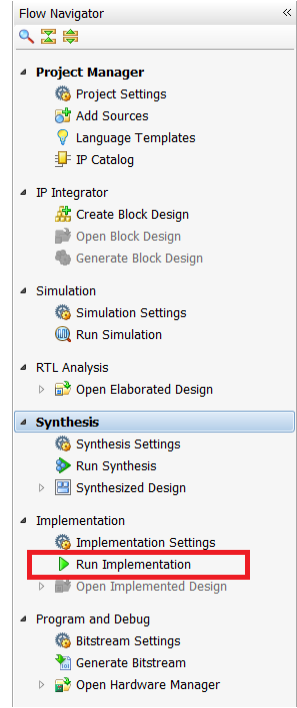 Flow Navigator
Project Manager
Project Settings
Add Sources
Language Templates
IP Catalog
IP Integrator
Create Block Design
Open Block Design
Generate Block Design
Simulation
Simulation Settings
Run Simulation
RTL Analysis
Open Elaborated Design
Synthesis
Synthesis Settings
Run Synthesis
Synthesized Design
Implementation
Implementation Settings
Run Implementation
Open Implemented Design
Program and Debug
Bitstream Settings
Generate Bitstream
Open Hardware Manager